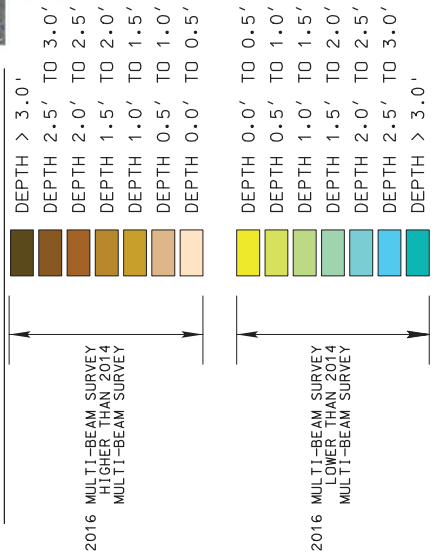 DEPTH > 3.0'
DEPTH 2.5' TO 3.0'
DEPTH 2.0' TO 2.5'
DEPTH 1.5' TO 2.0'
DEPTH 1.0' TO 1.5'
DEPTH 0.5' TO 1.0'
DEPTH 0.0' TO 0.5'
2016 MULTI-BEAM SURVEY
HIGHER THAN 2014
MULTI-BEAM SURVEY
DEPTH 0.0' TO 0.5'
DEPTH 0.5' TO 1.0'
DEPTH 1.0' TO 1.5'
DEPTH 1.5' TO 2.0'
DEPTH 2.0' TO 2.5'
DEPTH 2.5' TO 3.0'
DEPTH > 3.0'
2016 MULTI-BEAM SURVEY
LOWER THAN 2014
MULTI-BEAM SURVEY